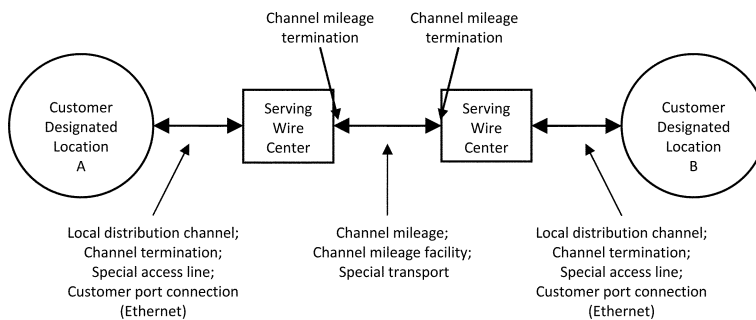 Channel mileage
termination
Channel mileage
termination
Customer
Designated
Location
A
Serving
Wire
Center
Serving
Wire
Center
Customer
Designated
Location
B
Local distribution channel;
Channel termination;
Special access line;
Customer port connection
(Ethernet)
Channel mileage;
Channel mileage facility;
Special transport
Local distribution channel;
Channel termination;
Special access line;
Customer port connection
(Ethernet)